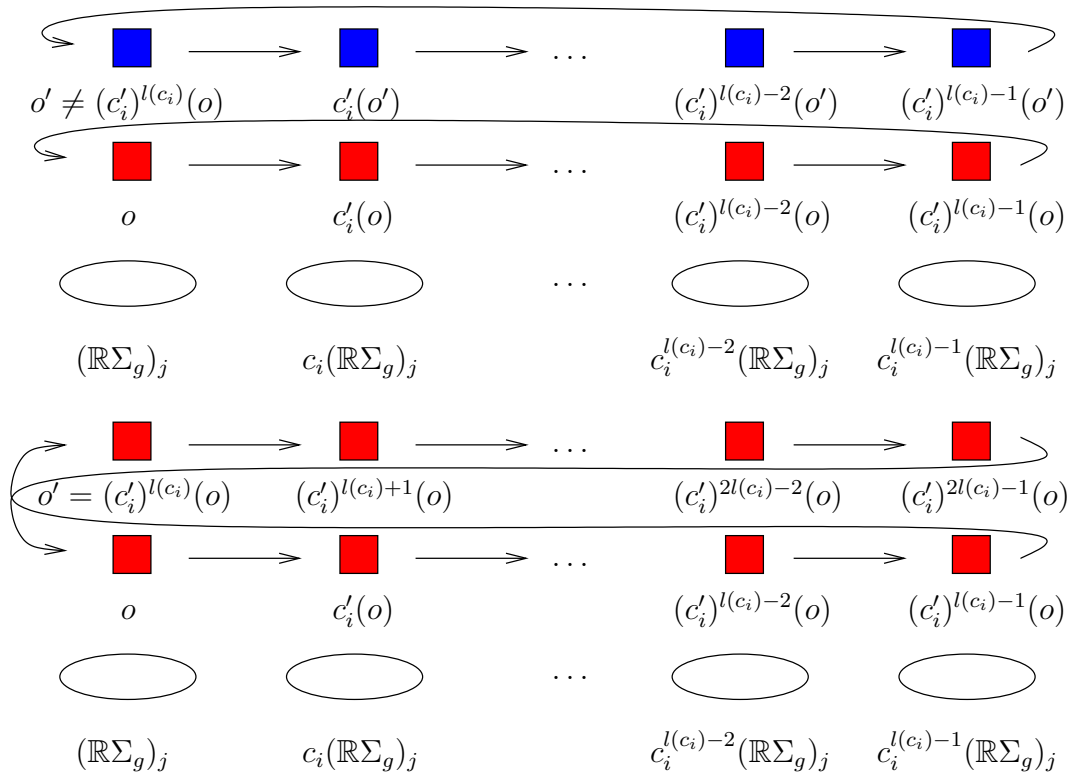 …
o′ ≠ (c′_i)^{l(c_i)}(o) c′_i(o′) (c′_i)^{l(c_i)−2}(o′) (c′_i)^{l(c_i)−1}(o′)
…
o c′_i(o) (c′_i)^{l(c_i)−2}(o) (c′_i)^{l(c_i)−1}(o)
…
(ℝΣ_g)_j c_i(ℝΣ_g)_j c_i^{l(c_i)−2}(ℝΣ_g)_j c_i^{l(c_i)−1}(ℝΣ_g)_j
…
o′ = (c′_i)^{l(c_i)}(o) (c′_i)^{l(c_i)+1}(o) (c′_i)^{2l(c_i)−2}(o) (c′_i)^{2l(c_i)−1}(o)
…
o c′_i(o) (c′_i)^{l(c_i)−2}(o) (c′_i)^{l(c_i)−1}(o)
…
(ℝΣ_g)_j c_i(ℝΣ_g)_j c_i^{l(c_i)−2}(ℝΣ_g)_j c_i^{l(c_i)−1}(ℝΣ_g)_j